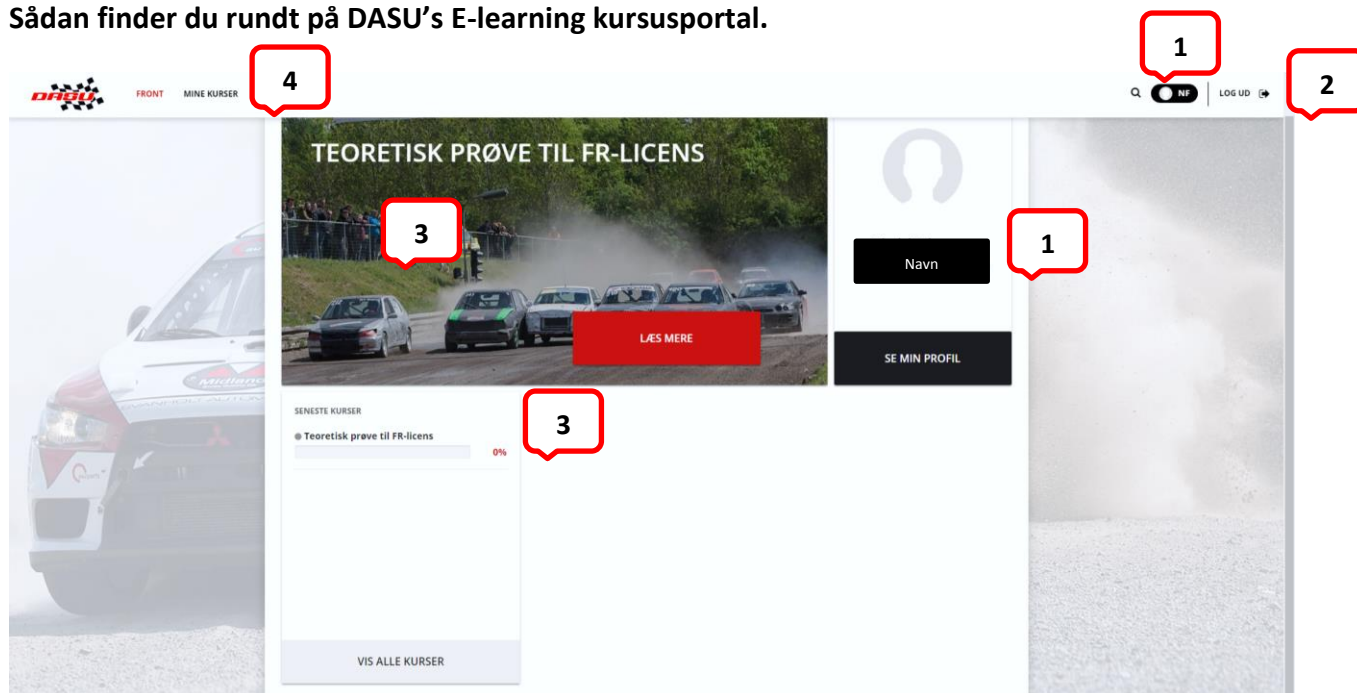 Sådan finder du rundt på DASU's E-learning kursusportal.
1
4
2
DASU
FRONT
MINE KURSER
NF
LOG UD
TEORETISK PRØVE TIL FR-LICENS
3
1
Navn
LÆS MERE
SE MIN PROFIL
Midland
SENESTE KURSER
3
Teoretisk prøve til FR-licens
0%
VIS ALLE KURSER